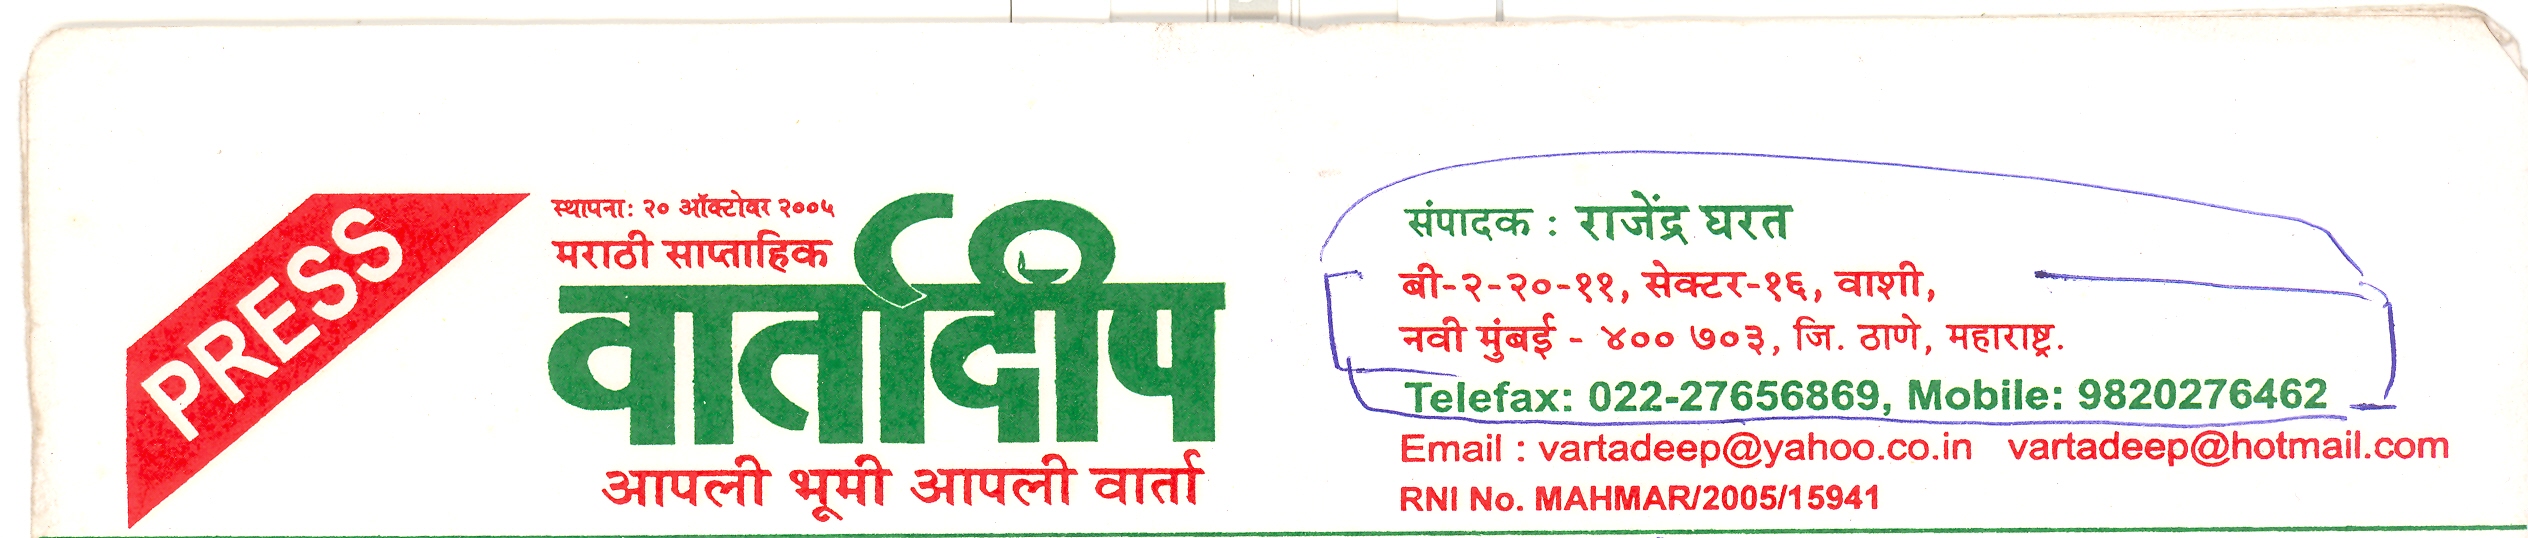 PRESS
स्थापना: २० ऑक्टोबर २००५
मराठी साप्ताहिक
वार्तादीप
आपली भूमी आपली वार्ता
संपादक : राजेंद्र घरत
बी-२-२०-११, सेक्टर-१६, वाशी,
नवी मुंबई - ४०० ७०३, जि. ठाणे, महाराष्ट्र.
Telefax: 022-27656869, Mobile: 9820276462
Email : vartadeep@yahoo.co.in vartadeep@hotmail.com
RNI No. MAHMAR/2005/15941